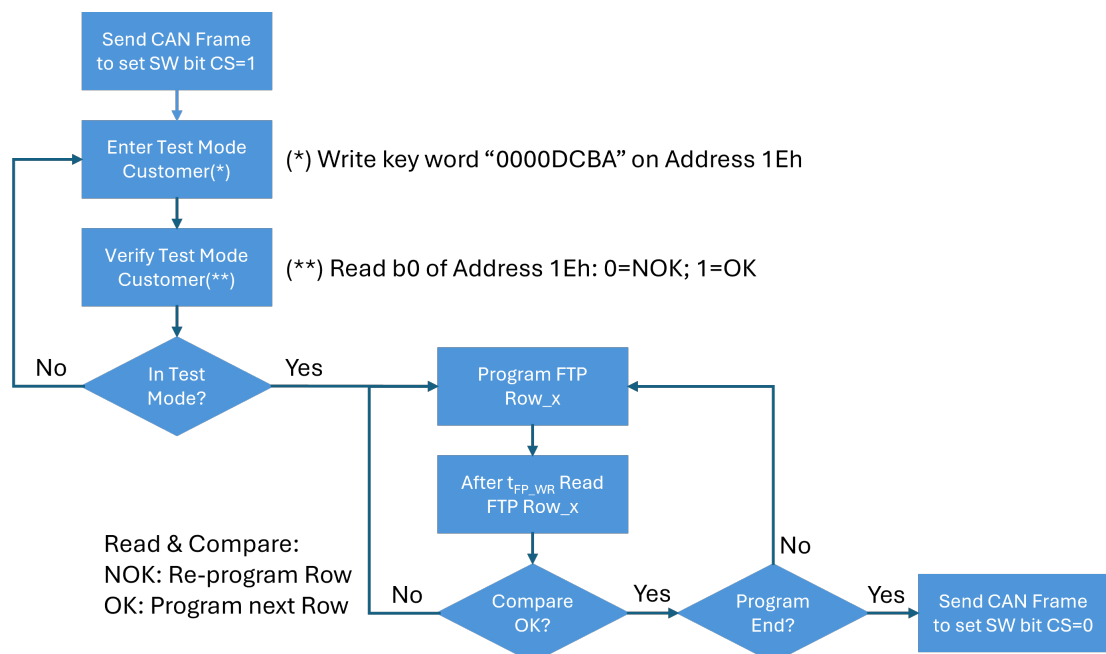 Send CAN Frame
to set SW bit CS=1
Enter Test Mode
Customer(*)
(*) Write key word “0000DCBA” on Address 1Eh
Verify Test Mode
Customer(**)
(**) Read b0 of Address 1Eh: 0=NOK; 1=OK
No
In Test
Mode?
Yes
Program FTP
Row_x
After tFP_WR Read
FTP Row_x
Read & Compare:
NOK: Re-program Row
OK: Program next Row
No
Compare
OK?
Yes
Program
End?
No
Yes
Send CAN Frame
to set SW bit CS=0